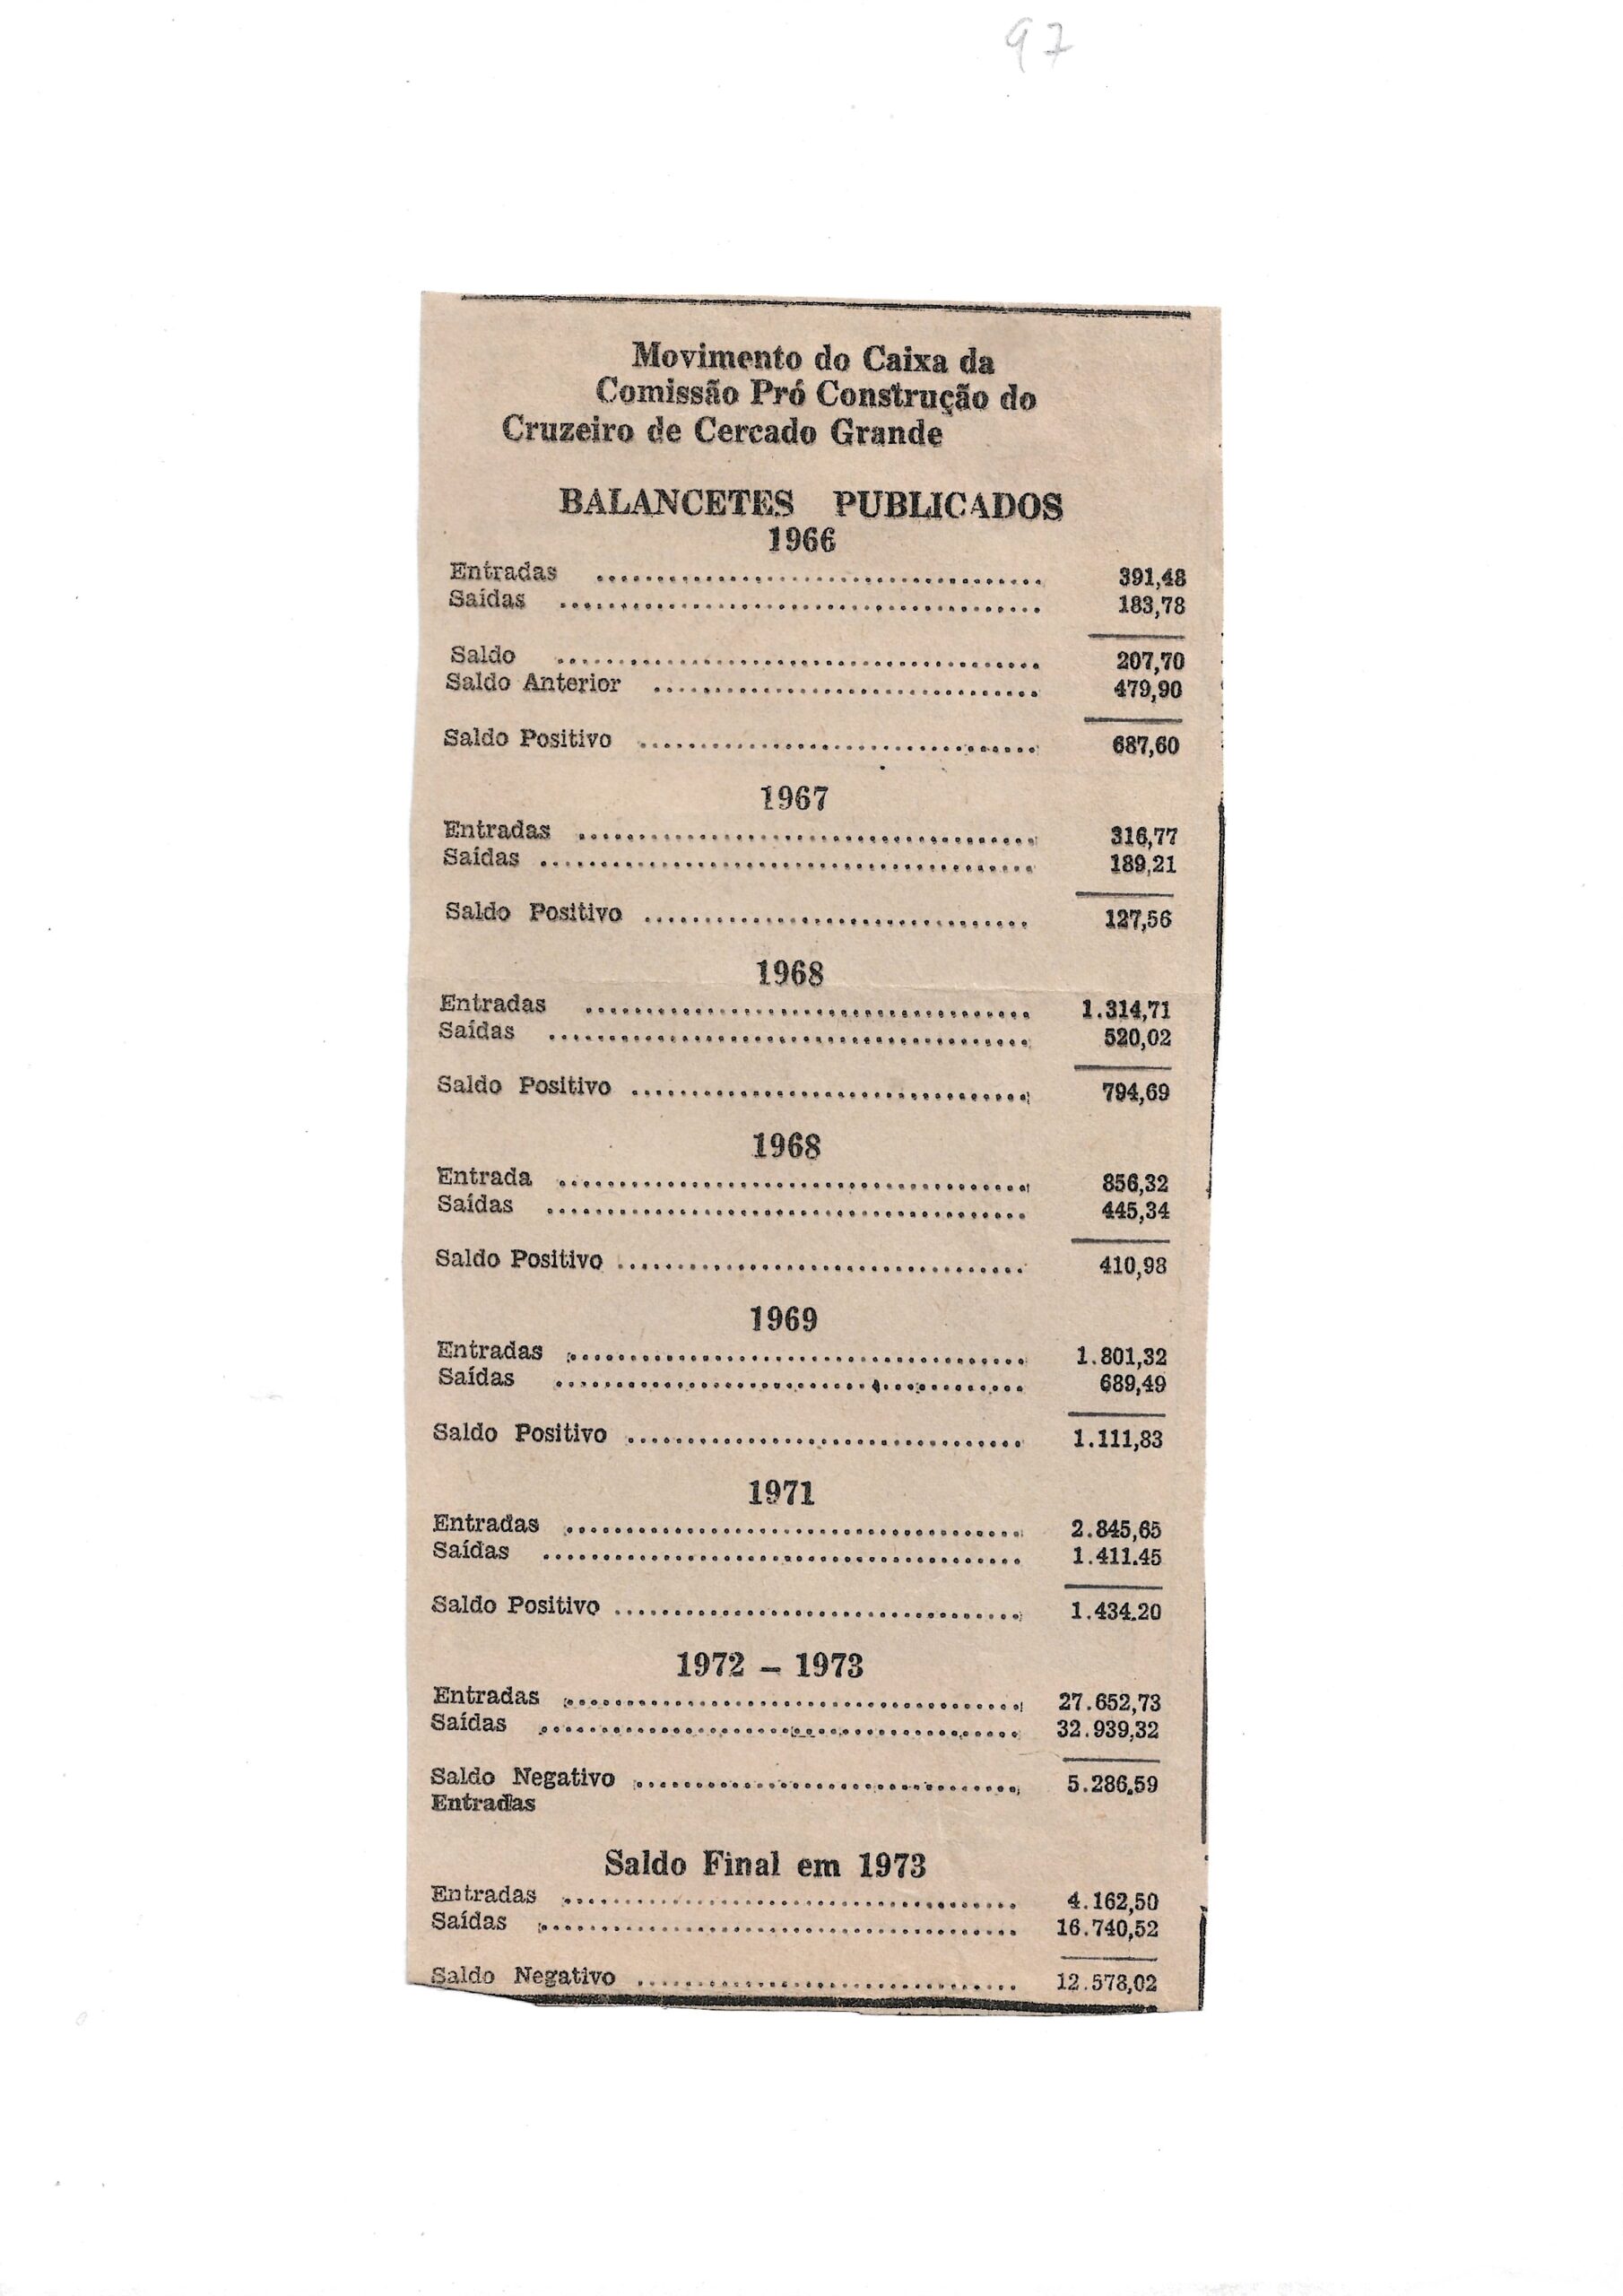 97
Movimento do Caixa da
Comissão Pró Construção do
Cruzeiro de Cercado Grande
BALANCETES PUBLICADOS
1966
Entradas ........................................ 391,48
Saídas ........................................ 183,78
Saldo ........................................ 207,70
Saldo Anterior ................................ 479,90
Saldo Positivo ................................ 687,60
1967
Entradas ........................................ 316,77
Saídas ........................................ 189,21
Saldo Positivo ................................ 127,56
1968
Entradas ........................................ 1.314,71
Saídas ........................................ 520,02
Saldo Positivo ................................ 794,69
1968
Entrada ........................................ 856,32
Saídas ........................................ 445,34
Saldo Positivo ................................ 410,98
1969
Entradas ........................................ 1.801,32
Saídas ........................................ 689,49
Saldo Positivo ................................ 1.111,83
1971
Entradas ........................................ 2.845,65
Saídas ........................................ 1.411.45
Saldo Positivo ................................ 1.434.20
1972 – 1973
Entradas ........................................ 27.652,73
Saídas ........................................ 32.939,32
Saldo Negativo ................................ 5.286.59
Entradas
Saldo Final em 1973
Entradas ........................................ 4.162,50
Saídas ........................................ 16.740,52
Saldo Negativo ................................ 12.578,02